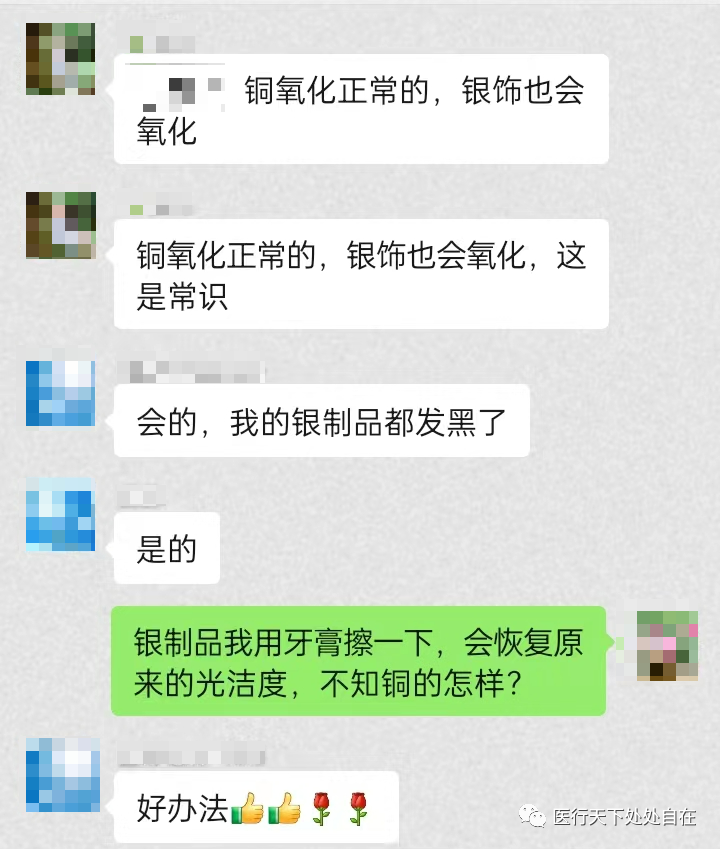 铜氧化正常的，银饰也会
氧化
铜氧化正常的，银饰也会氧化，这
是常识
会的，我的银制品都发黑了
是的
银制品我用牙膏擦一下，会恢复原
来的光洁度，不知铜的怎样？
好办法👍👍🌹🌹
医行天下处处自在